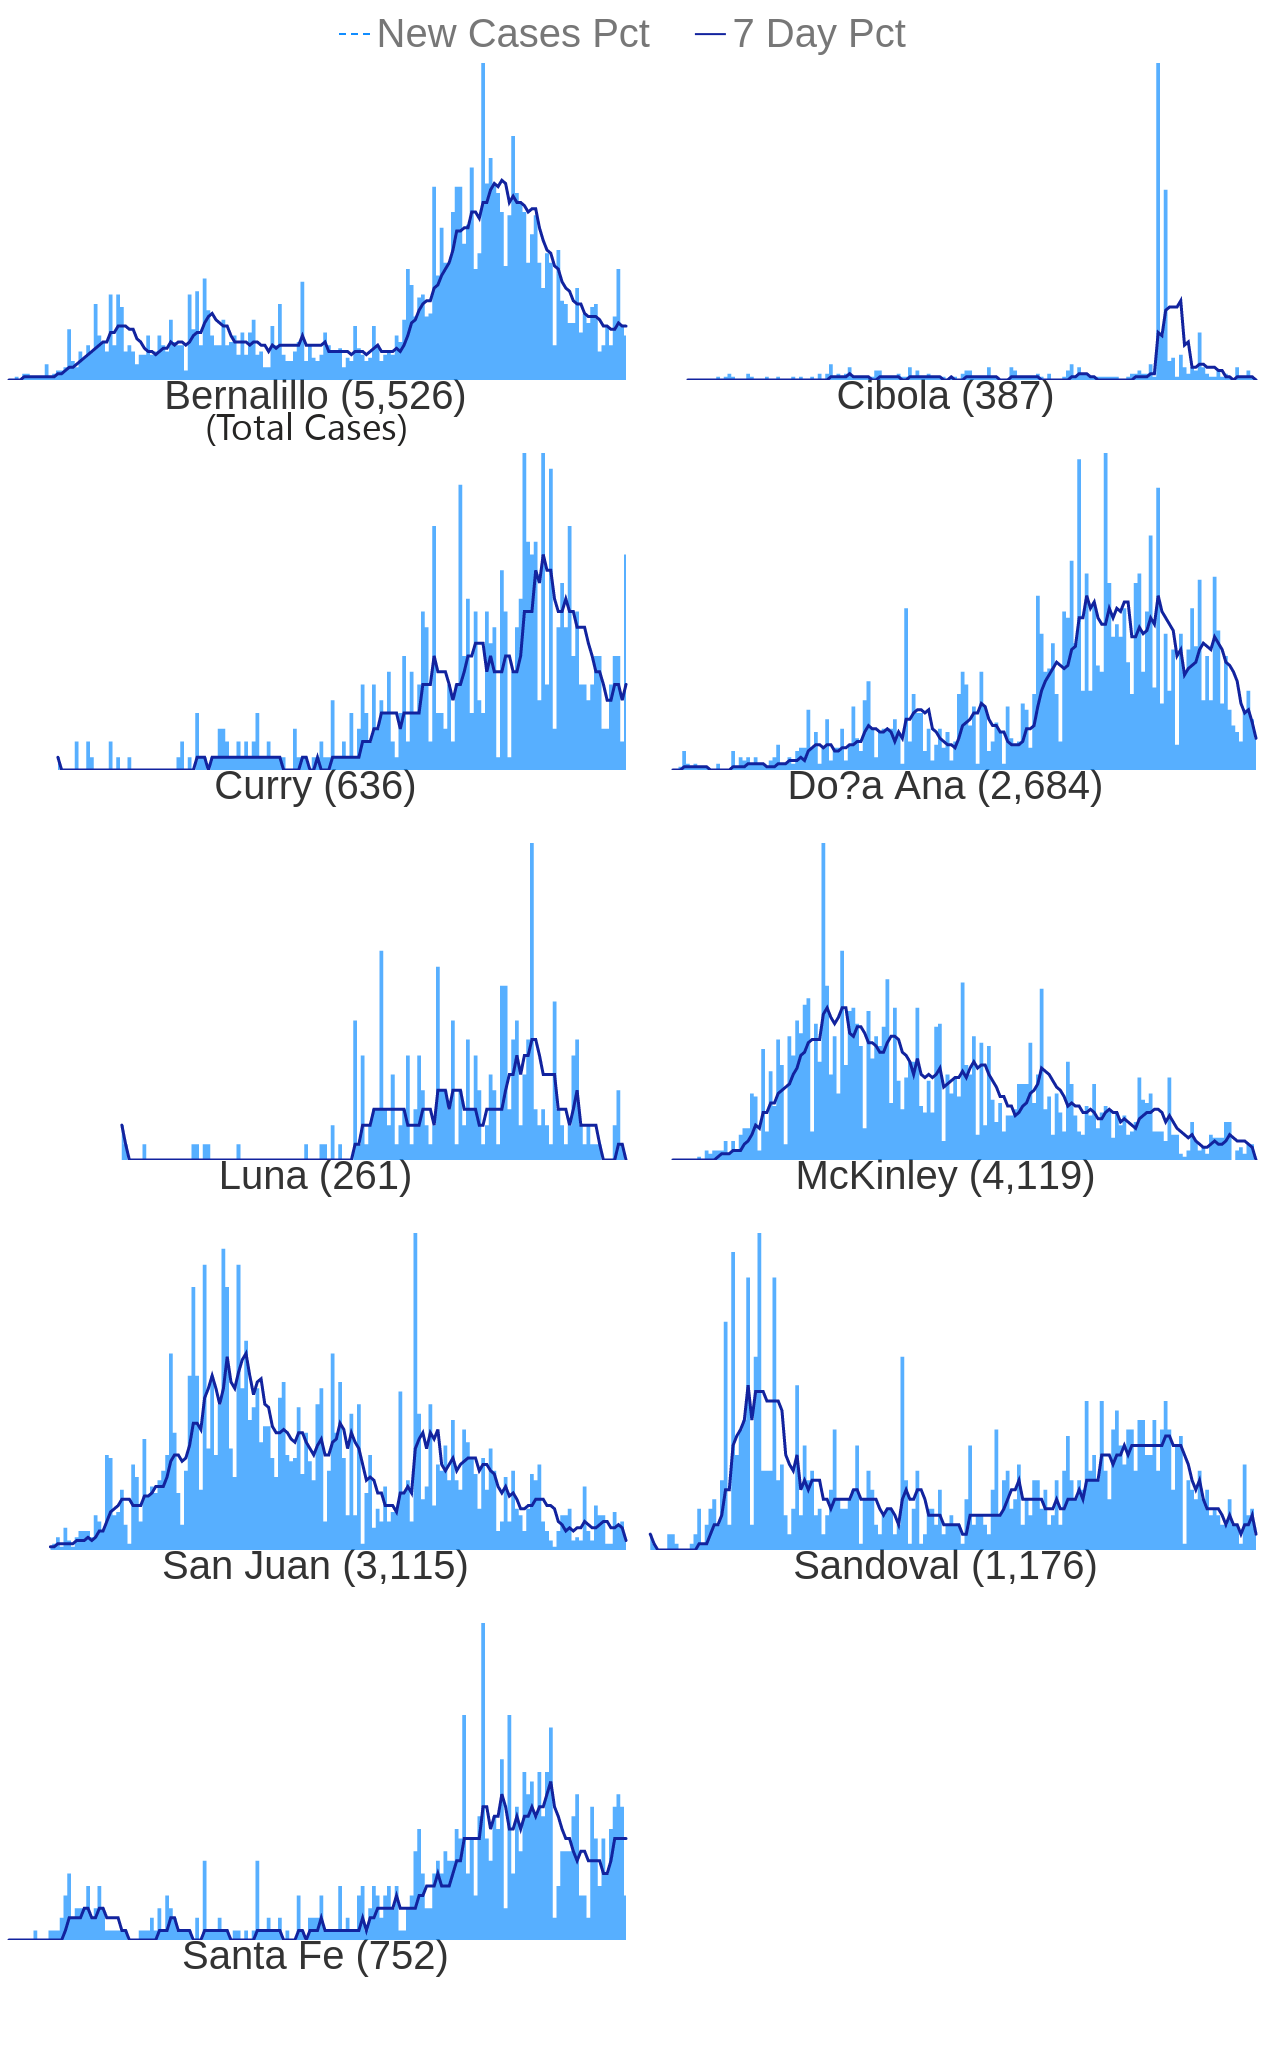 New Cases Pct 7 Day Pct
Bernalillo (5,526) Cibola (387)
(Total Cases)
Curry (636) Do?a Ana (2,684)
Luna (261) McKinley (4,119)
San Juan (3,115) Sandoval (1,176)
Santa Fe (752)